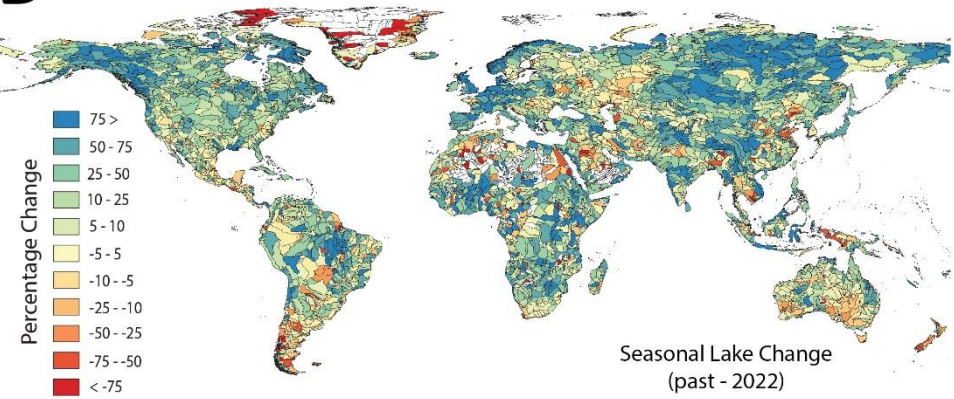 Percentage Change
75 >
50 - 75
25 - 50
10 - 25
5 - 10
-5 - 5
-10 - -5
-25 - -10
-50 - -25
-75 - -50
< -75
Seasonal Lake Change
(past - 2022)